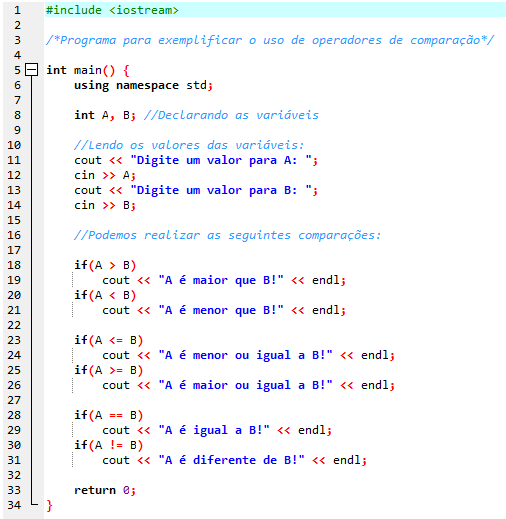 1 #include <iostream>
2
3 /*Programa para exemplificar o uso de operadores de comparação*/
4
5 int main() {
6 using namespace std;
7
8 int A, B; //Declarando as variáveis
9
10 //Lendo os valores das variáveis:
11 cout << "Digite um valor para A: ";
12 cin >> A;
13 cout << "Digite um valor para B: ";
14 cin >> B;
15
16 //Podemos realizar as seguintes comparações:
17
18 if(A > B)
19 cout << "A é maior que B!" << endl;
20 if(A < B)
21 cout << "A é menor que B!" << endl;
22
23 if(A <= B)
24 cout << "A é menor ou igual a B!" << endl;
25 if(A >= B)
26 cout << "A é maior ou igual a B!" << endl;
27
28 if(A == B)
29 cout << "A é igual a B!" << endl;
30 if(A != B)
31 cout << "A é diferente de B!" << endl;
32
33 return 0;
34 }